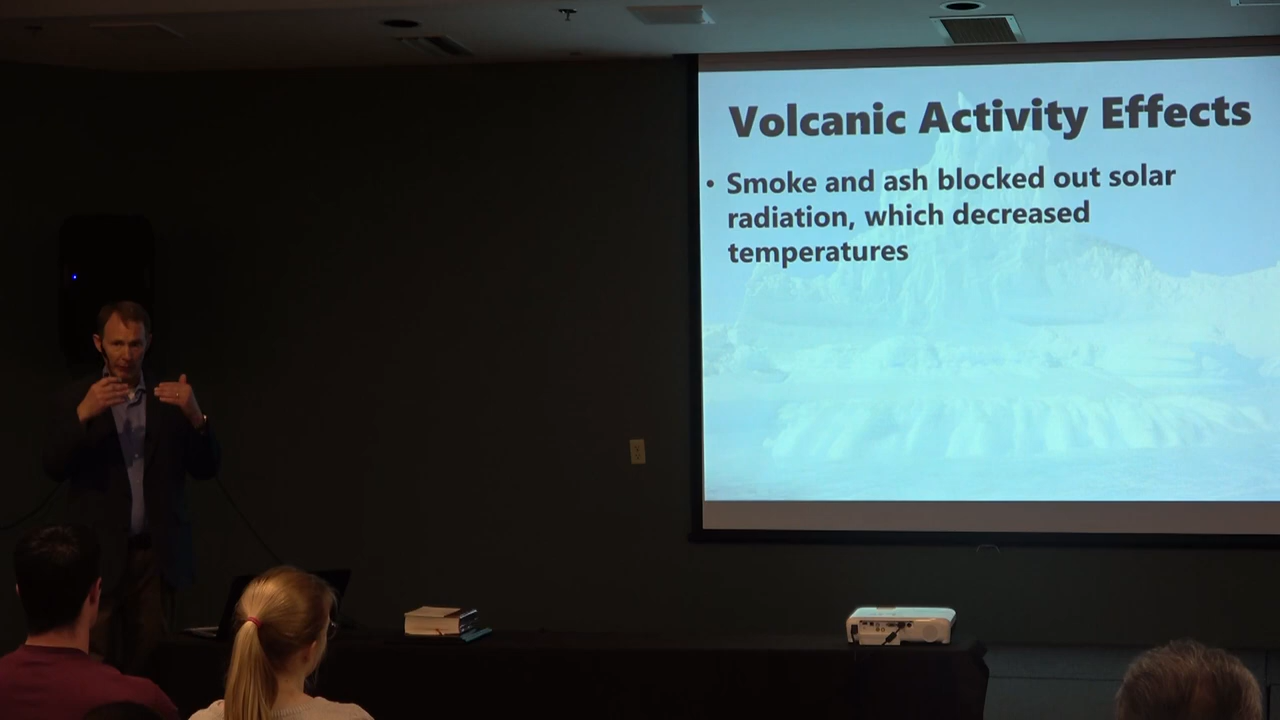 Volcanic Activity Effects
• Smoke and ash blocked out solar
radiation, which decreased
temperatures